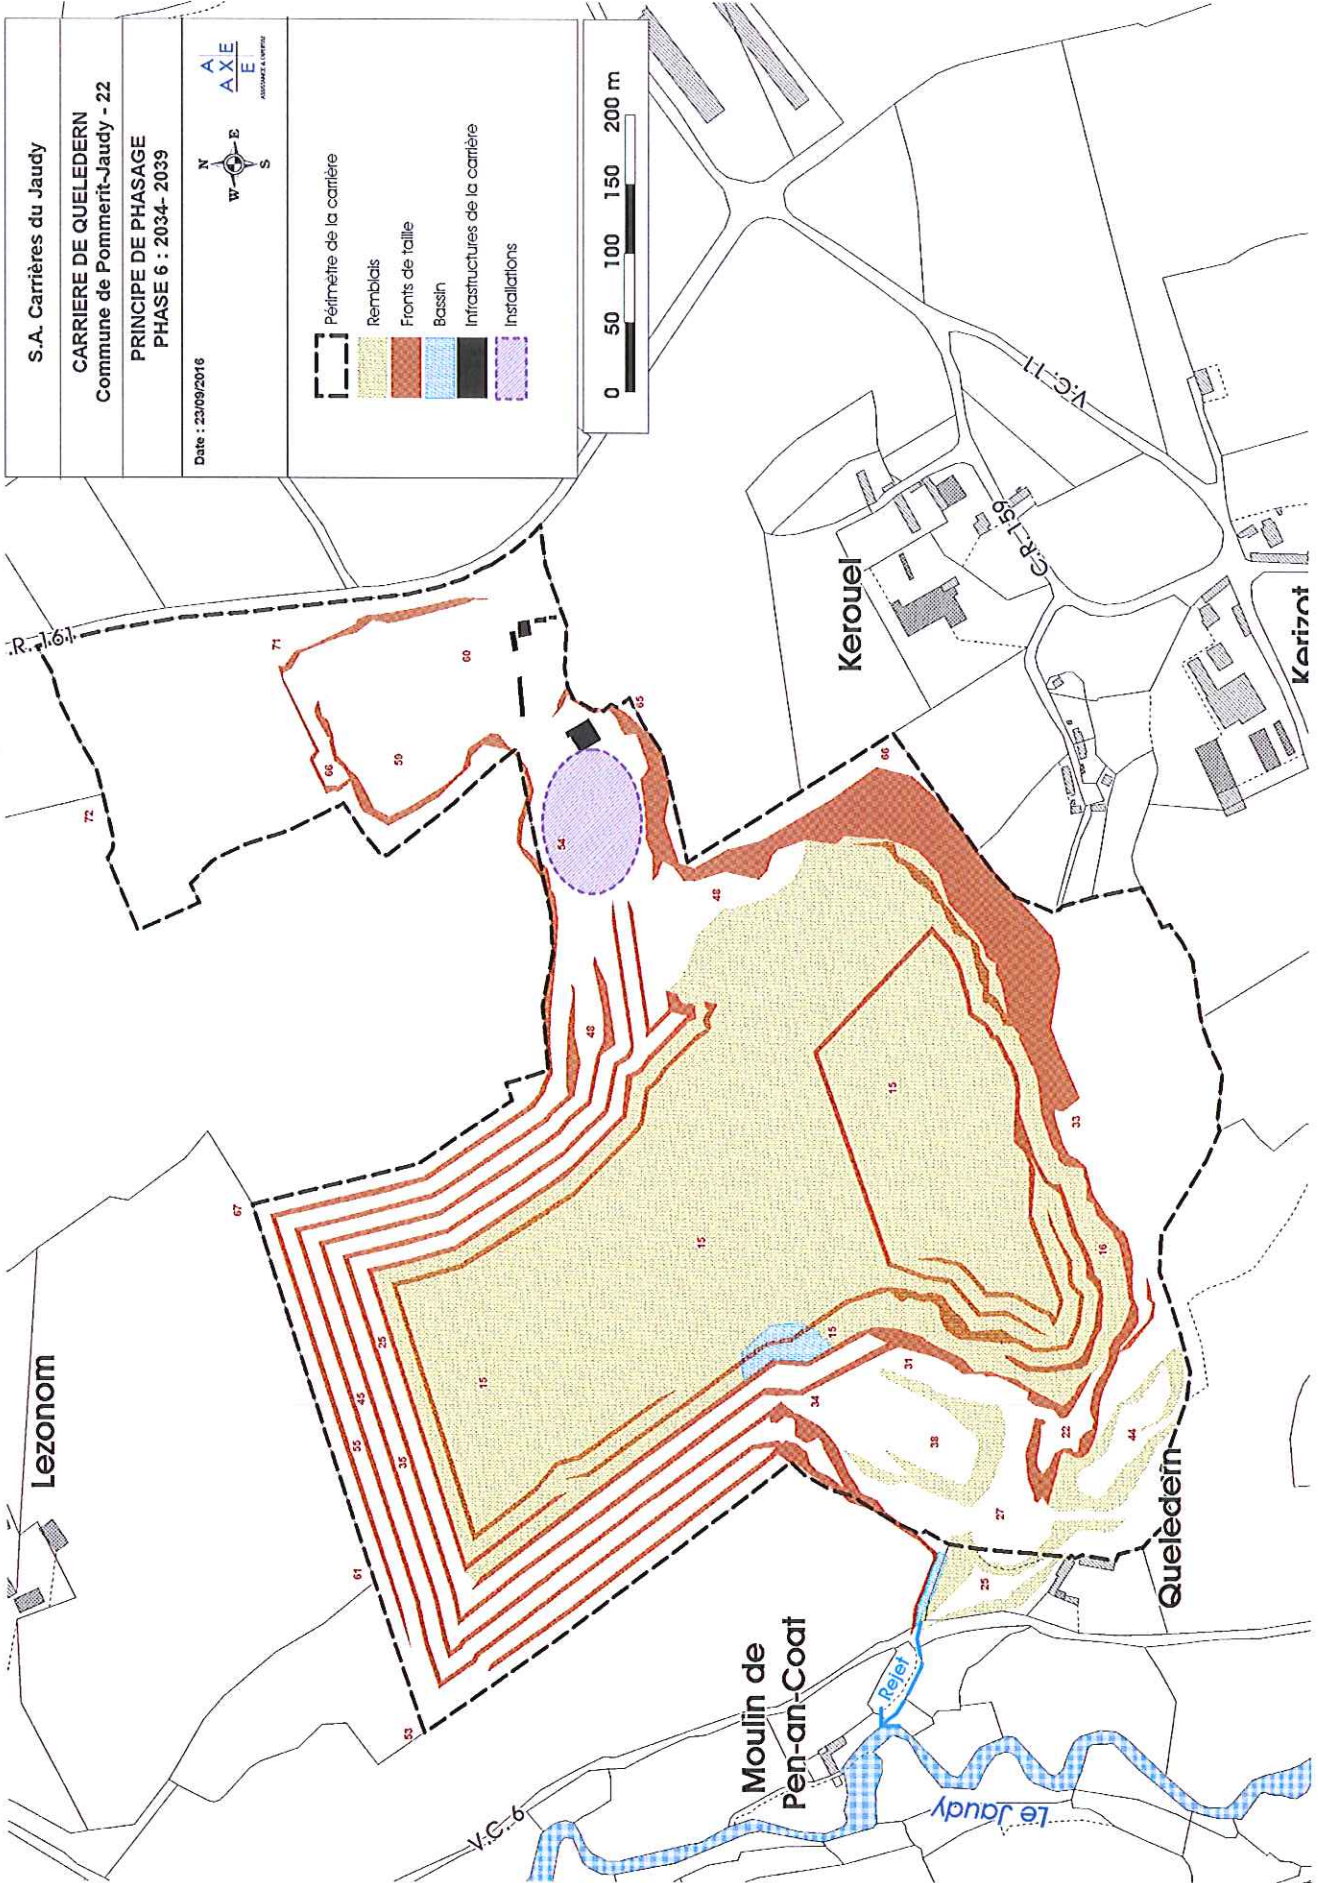 S.A. Carrières du Jaudy
CARRIERE DE QUELEDERN
Commune de Pommerit-Jaudy - 22
PRINCIPE DE PHASAGE
PHASE 6 : 2034- 2039
Date : 23/09/2016
N
W E
S
A
A X E
E
Périmètre de la carrière
Remblais
Fronts de taille
Bassin
Infrastructures de la carrière
Installations
0 50 100 150 200 m
Lezonom
.R. 161
72
71
66
59
60
67
61
53
55
45
35
25
15
48
54
65
48
66
15
15
15
34
31
38
33
16
22
44
27
25
Kerouel
C.R. 159
V.C. 11
Kerizot
Queledern
Moulin de
Pen-an-Coat
Rejet
Le Jaudy
V.C. 6